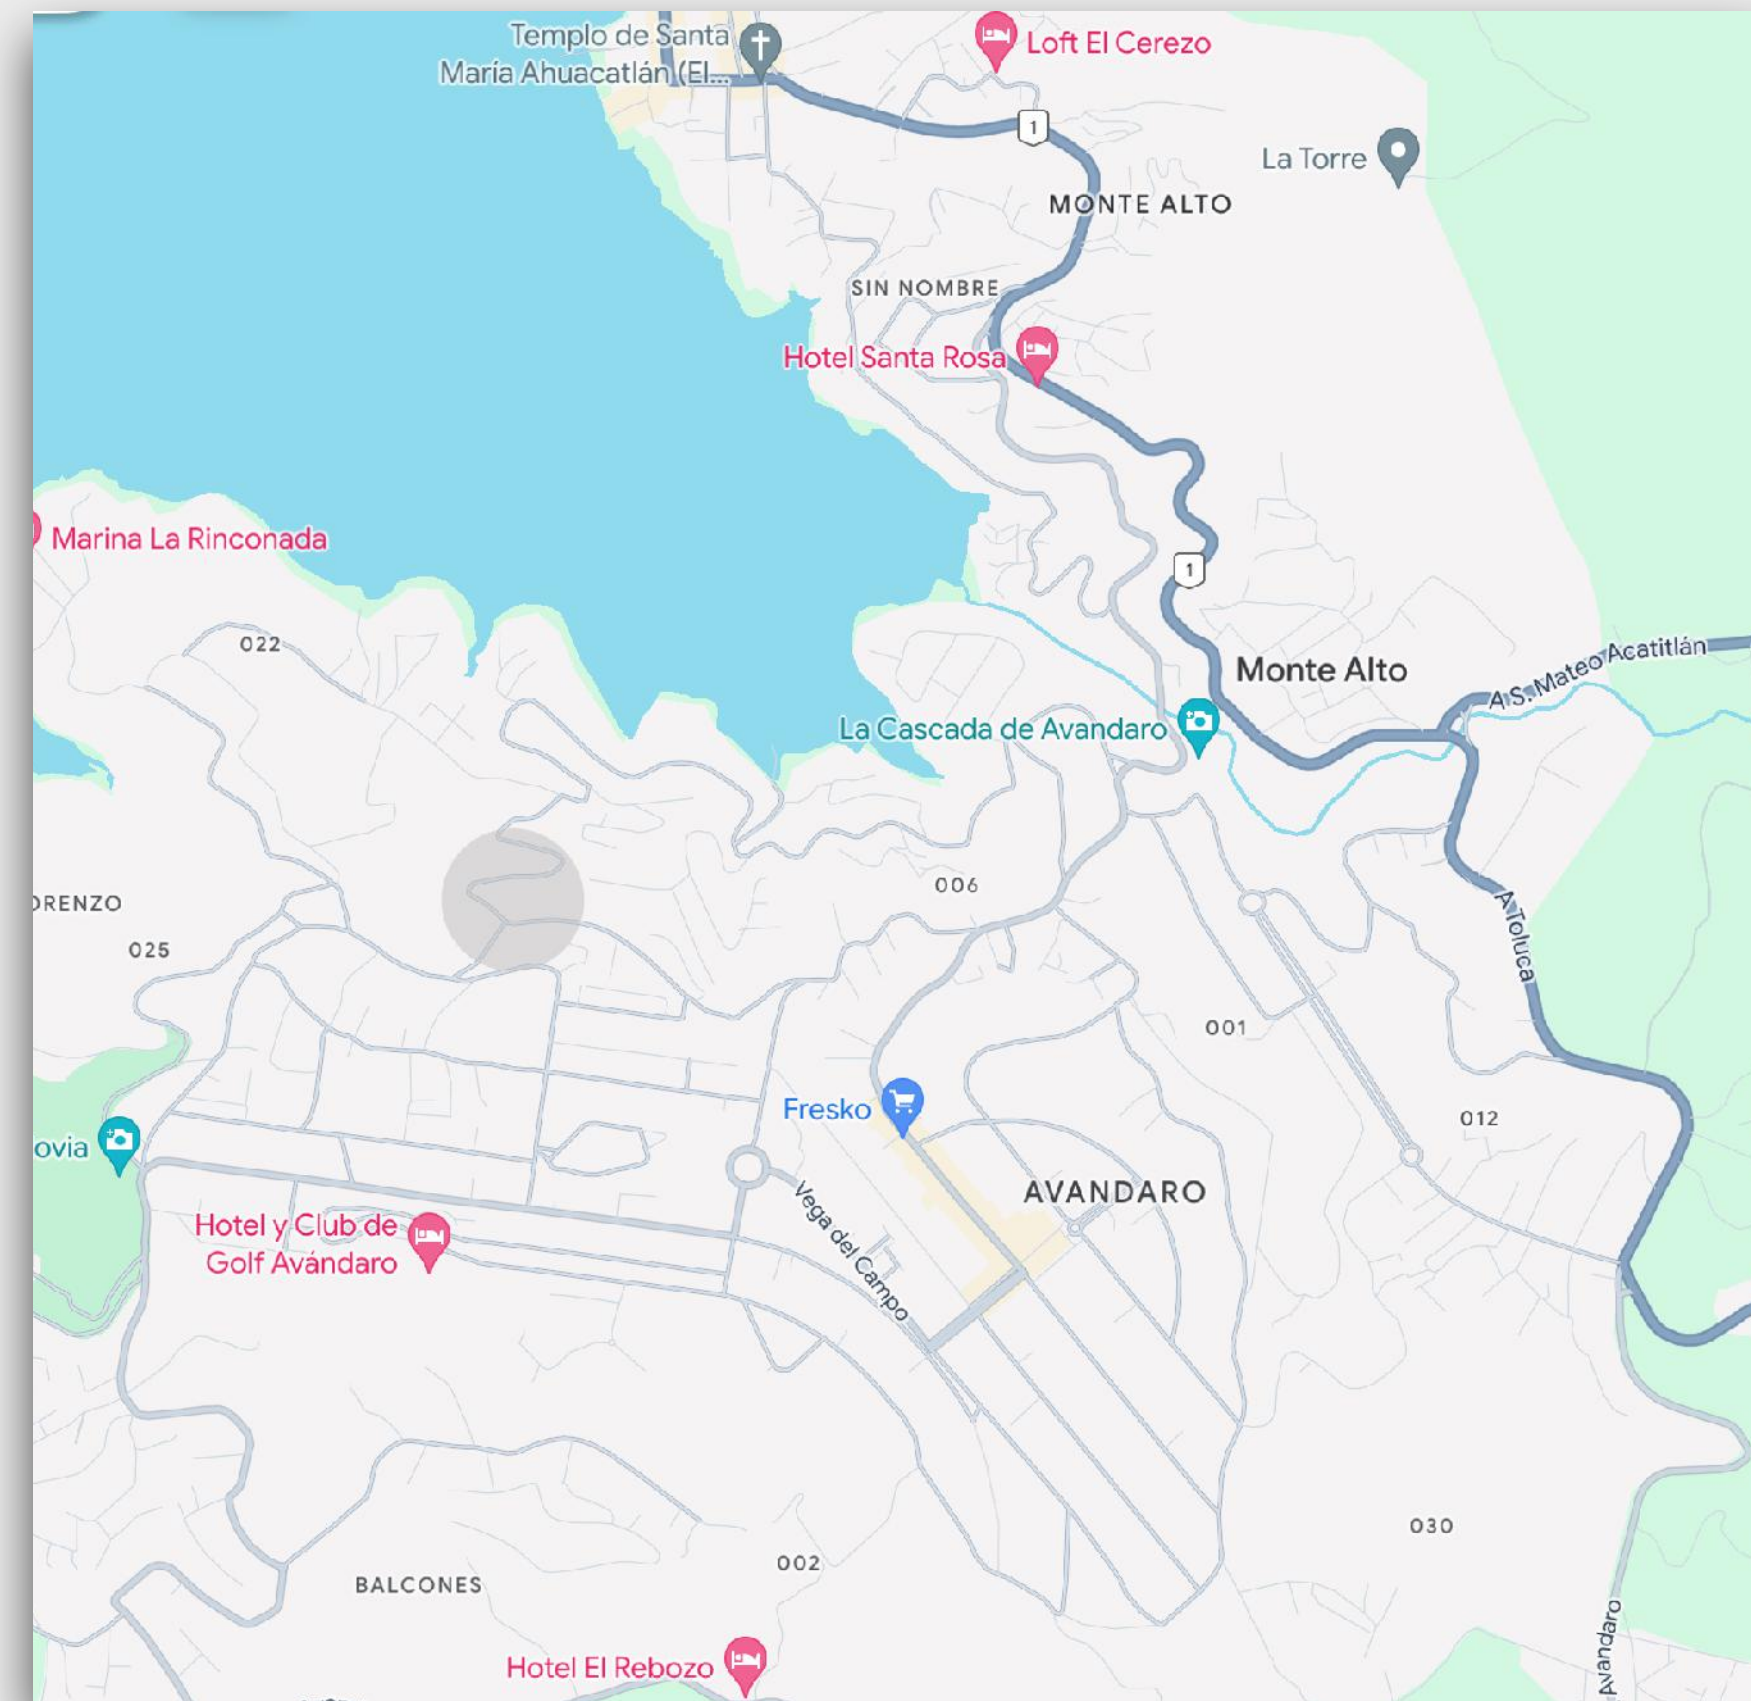 Templo de Santa
María Ahuacatlán (El...
Loft El Cerezo
1
La Torre
MONTE ALTO
SIN NOMBRE
Hotel Santa Rosa
Marina La Rinconada
1
022
A S. Mateo Acatitlán
Monte Alto
La Cascada de Avandaro
006
ORENZO
025
A Toluca
001
Fresko
012
ovia
AVANDARO
Vega del Campo
Hotel y Club de
Golf Avándaro
030
002
BALCONES
Avandaro
Hotel El Rebozo